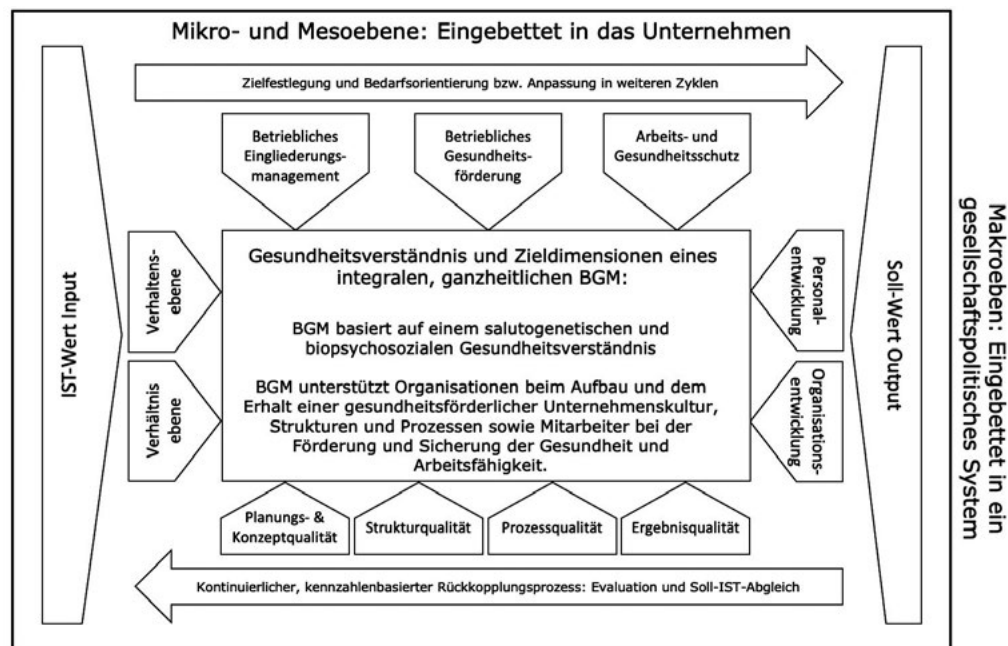 Mikro- und Mesoebene: Eingebettet in das Unternehmen
Zielfestlegung und Bedarfsorientierung bzw. Anpassung in weiteren Zyklen
Betriebliches
Eingliederungs-
management
Betriebliches
Gesundheits-
förderung
Arbeits- und
Gesundheitsschutz
IST-Wert Input
Verhaltens-
ebene
Verhältnis
ebene
Gesundheitsverständnis und Zieldimensionen eines
integralen, ganzheitlichen BGM:
BGM basiert auf einem salutogenetischen und
biopsychosozialen Gesundheitsverständnis
BGM unterstützt Organisationen beim Aufbau und dem
Erhalt einer gesundheitsförderlicher Unternehmenskultur,
Strukturen und Prozessen sowie Mitarbeiter bei der
Förderung und Sicherung der Gesundheit und
Arbeitsfähigkeit.
Personal-
entwicklung
Organisations-
entwicklung
Soll-Wert Output
Planungs- &
Konzeptqualität
Strukturqualität
Prozessqualität
Ergebnisqualität
Kontinuierlicher, kennzahlenbasierter Rückkopplungsprozess: Evaluation und Soll-IST-Abgleich
Makroeben: Eingebettet in ein
gesellschaftspolitisches System